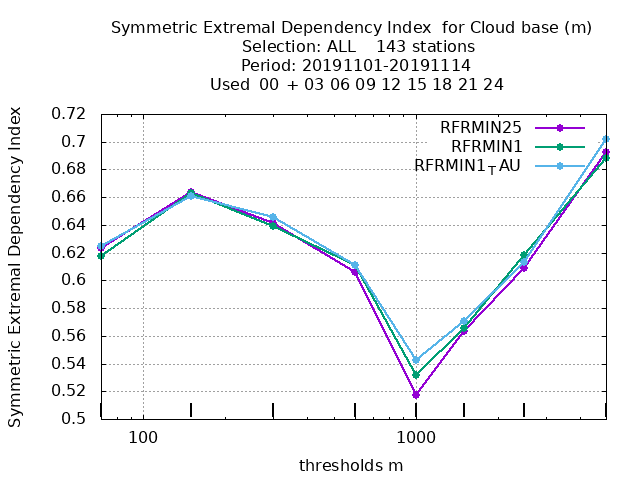 Symmetric Extremal Dependency Index  for Cloud base (m)
Selection: ALL    143 stations
Period: 20191101-20191114
Used  00 + 03 06 09 12 15 18 21 24
Symmetric Extremal Dependency Index
0.72
0.7
0.68
0.66
0.64
0.62
0.6
0.58
0.56
0.54
0.52
0.5
RFRMIN25
RFRMIN1
RFRMIN1TAU
100
1000
thresholds m